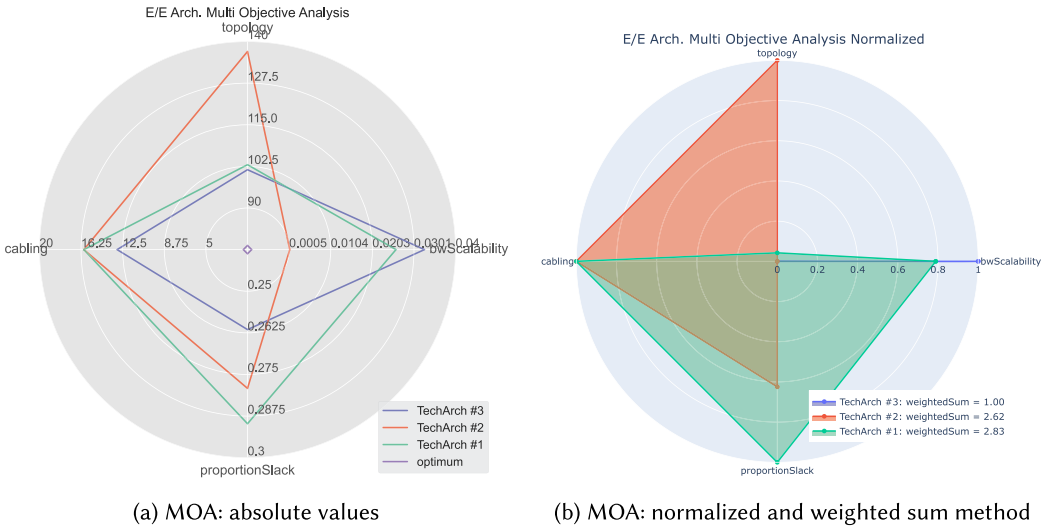 E/E Arch. Multi Objective Analysis
topology
140
127.5
115.0
102.5
90
cabling
20
16.25
12.5
8.75
5
0.0005
0.0104
0.0203
0.0301
0.04
bwScalability
0.25
0.2625
0.275
0.2875
0.3
proportionSlack
TechArch #3
TechArch #2
TechArch #1
optimum
(a) MOA: absolute values
E/E Arch. Multi Objective Analysis Normalized
topology
cabling
0
0.2
0.4
0.6
0.8
1
bwScalability
TechArch #3: weightedSum = 1.00
TechArch #2: weightedSum = 2.62
TechArch #1: weightedSum = 2.83
proportionSlack
(b) MOA: normalized and weighted sum method